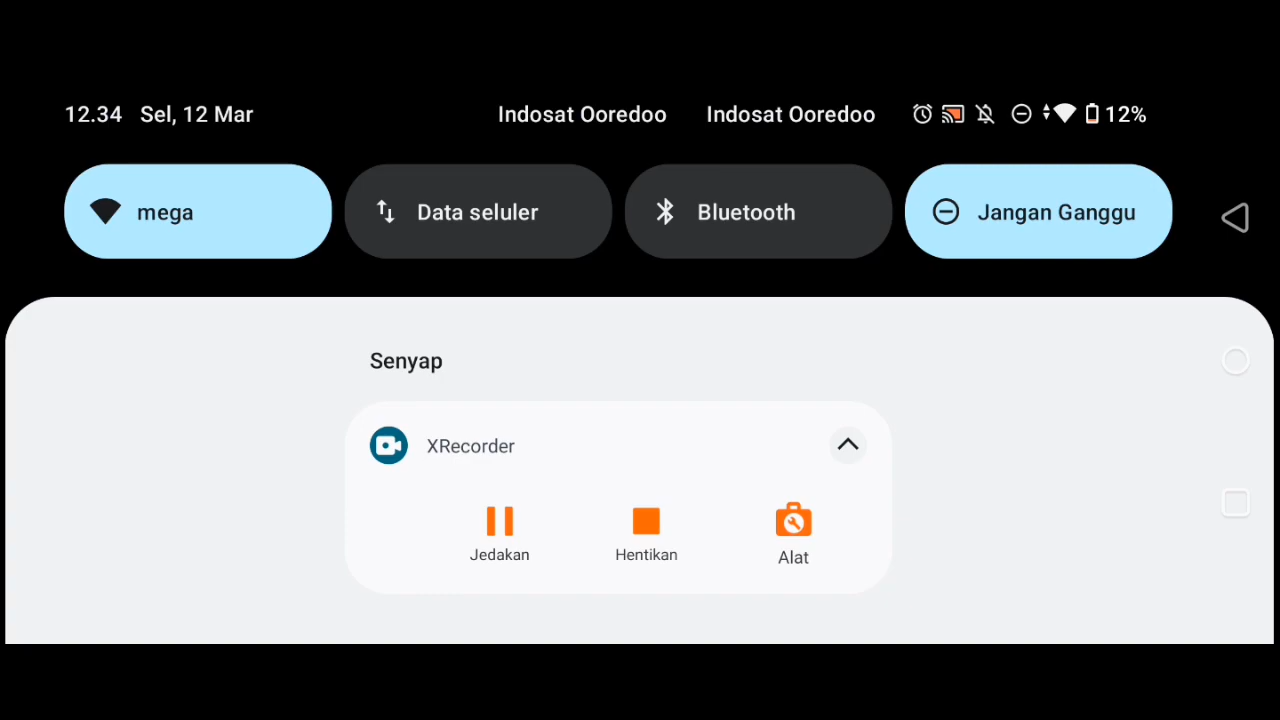 12.34 Sel, 12 Mar Indosat Ooredoo Indosat Ooredoo 12%
mega Data seluler Bluetooth Jangan Ganggu
Senyap
XRecorder
Jedakan Hentikan Alat